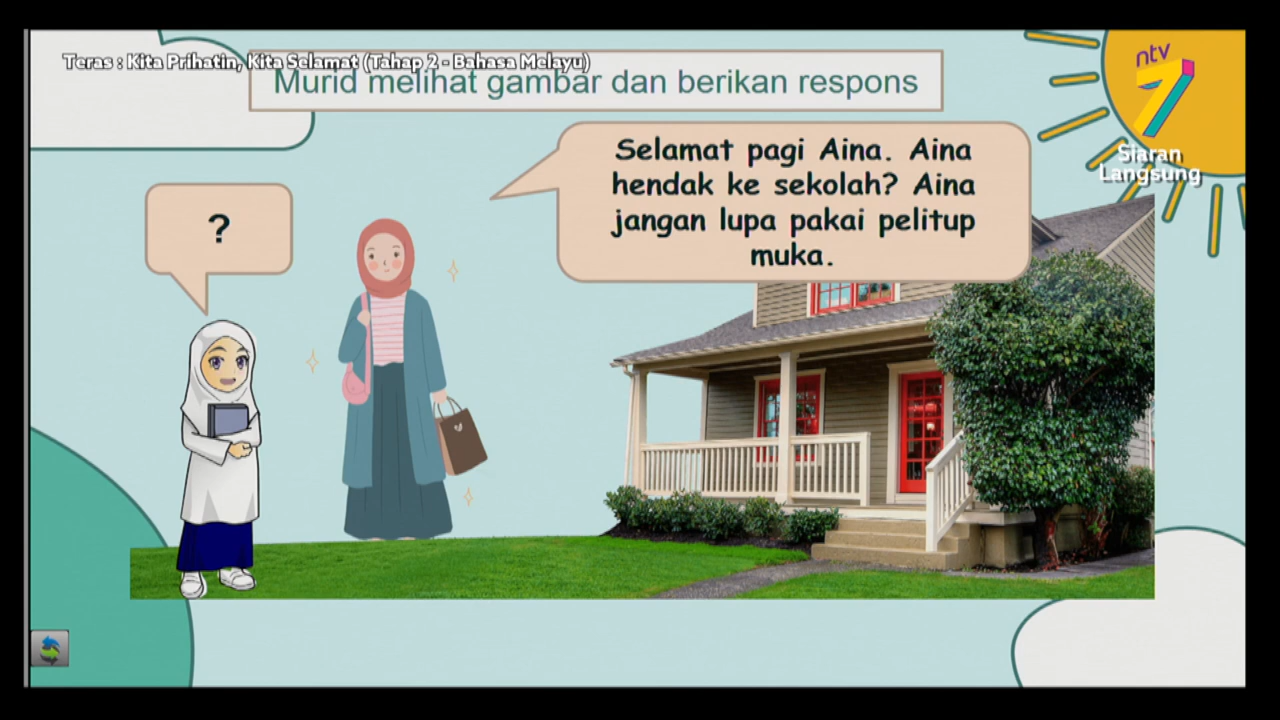 Teras : Kita Prihatin, Kita Selamat (Tahap 2 - Bahasa Melayu)
Murid melihat gambar dan berikan respons
ntv
7
Siaran
Langsung
Selamat pagi Aina. Aina
hendak ke sekolah? Aina
jangan lupa pakai pelitup
muka.
?